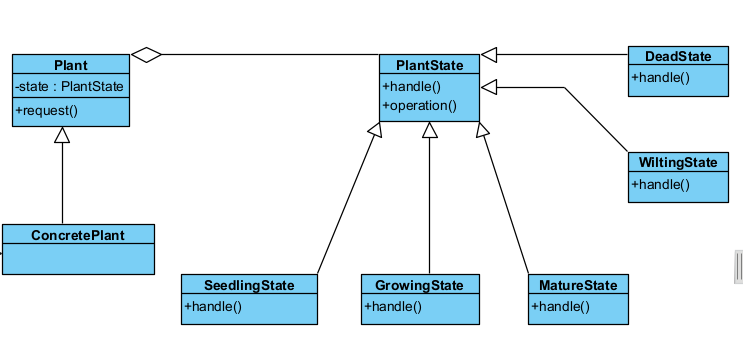 Plant
-state : PlantState
+request()
PlantState
+handle()
+operation()
DeadState
+handle()
WiltingState
+handle()
ConcretePlant
SeedlingState
+handle()
GrowingState
+handle()
MatureState
+handle()